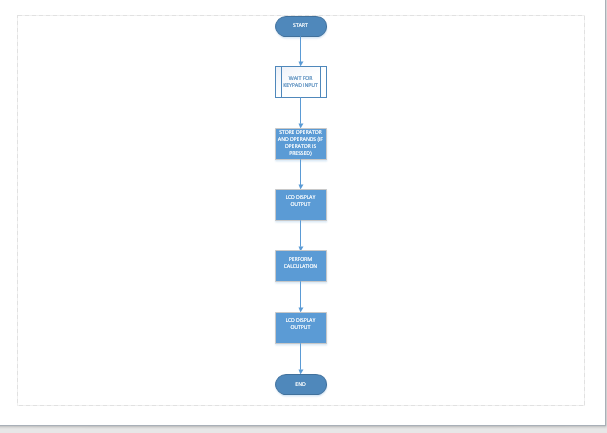 START
WAIT FOR
KEYPAD INPUT
STORE OPERATOR
AND OPERANDS (IF
OPERATOR IS
PRESSED)
LCD DISPLAY
OUTPUT
PERFORM
CALCULATION
LCD DISPLAY
OUTPUT
END